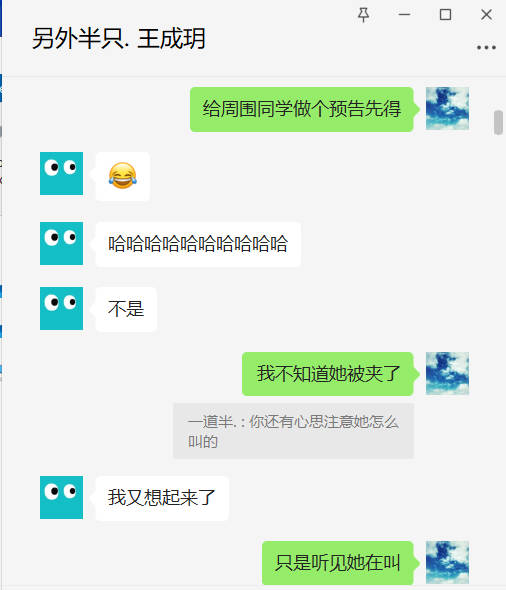 另外半只. 王成玥
给周围同学做个预告先得
哈哈哈哈哈哈哈哈哈哈
不是
我不知道她被夹了
一道半. : 你还有心思注意她怎么
叫的
我又想起来了
只是听见她在叫